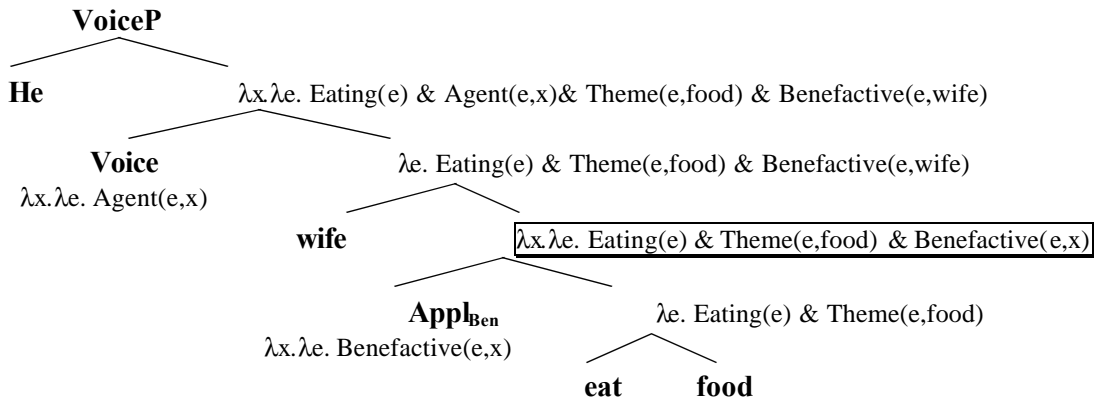 VoiceP
He λx.λe. Eating(e) & Agent(e,x)& Theme(e,food) & Benefactive(e,wife)
Voice λe. Eating(e) & Theme(e,food) & Benefactive(e,wife)
λx.λe. Agent(e,x)
wife λx.λe. Eating(e) & Theme(e,food) & Benefactive(e,x)
Appl_Ben λe. Eating(e) & Theme(e,food)
λx.λe. Benefactive(e,x)
eat food